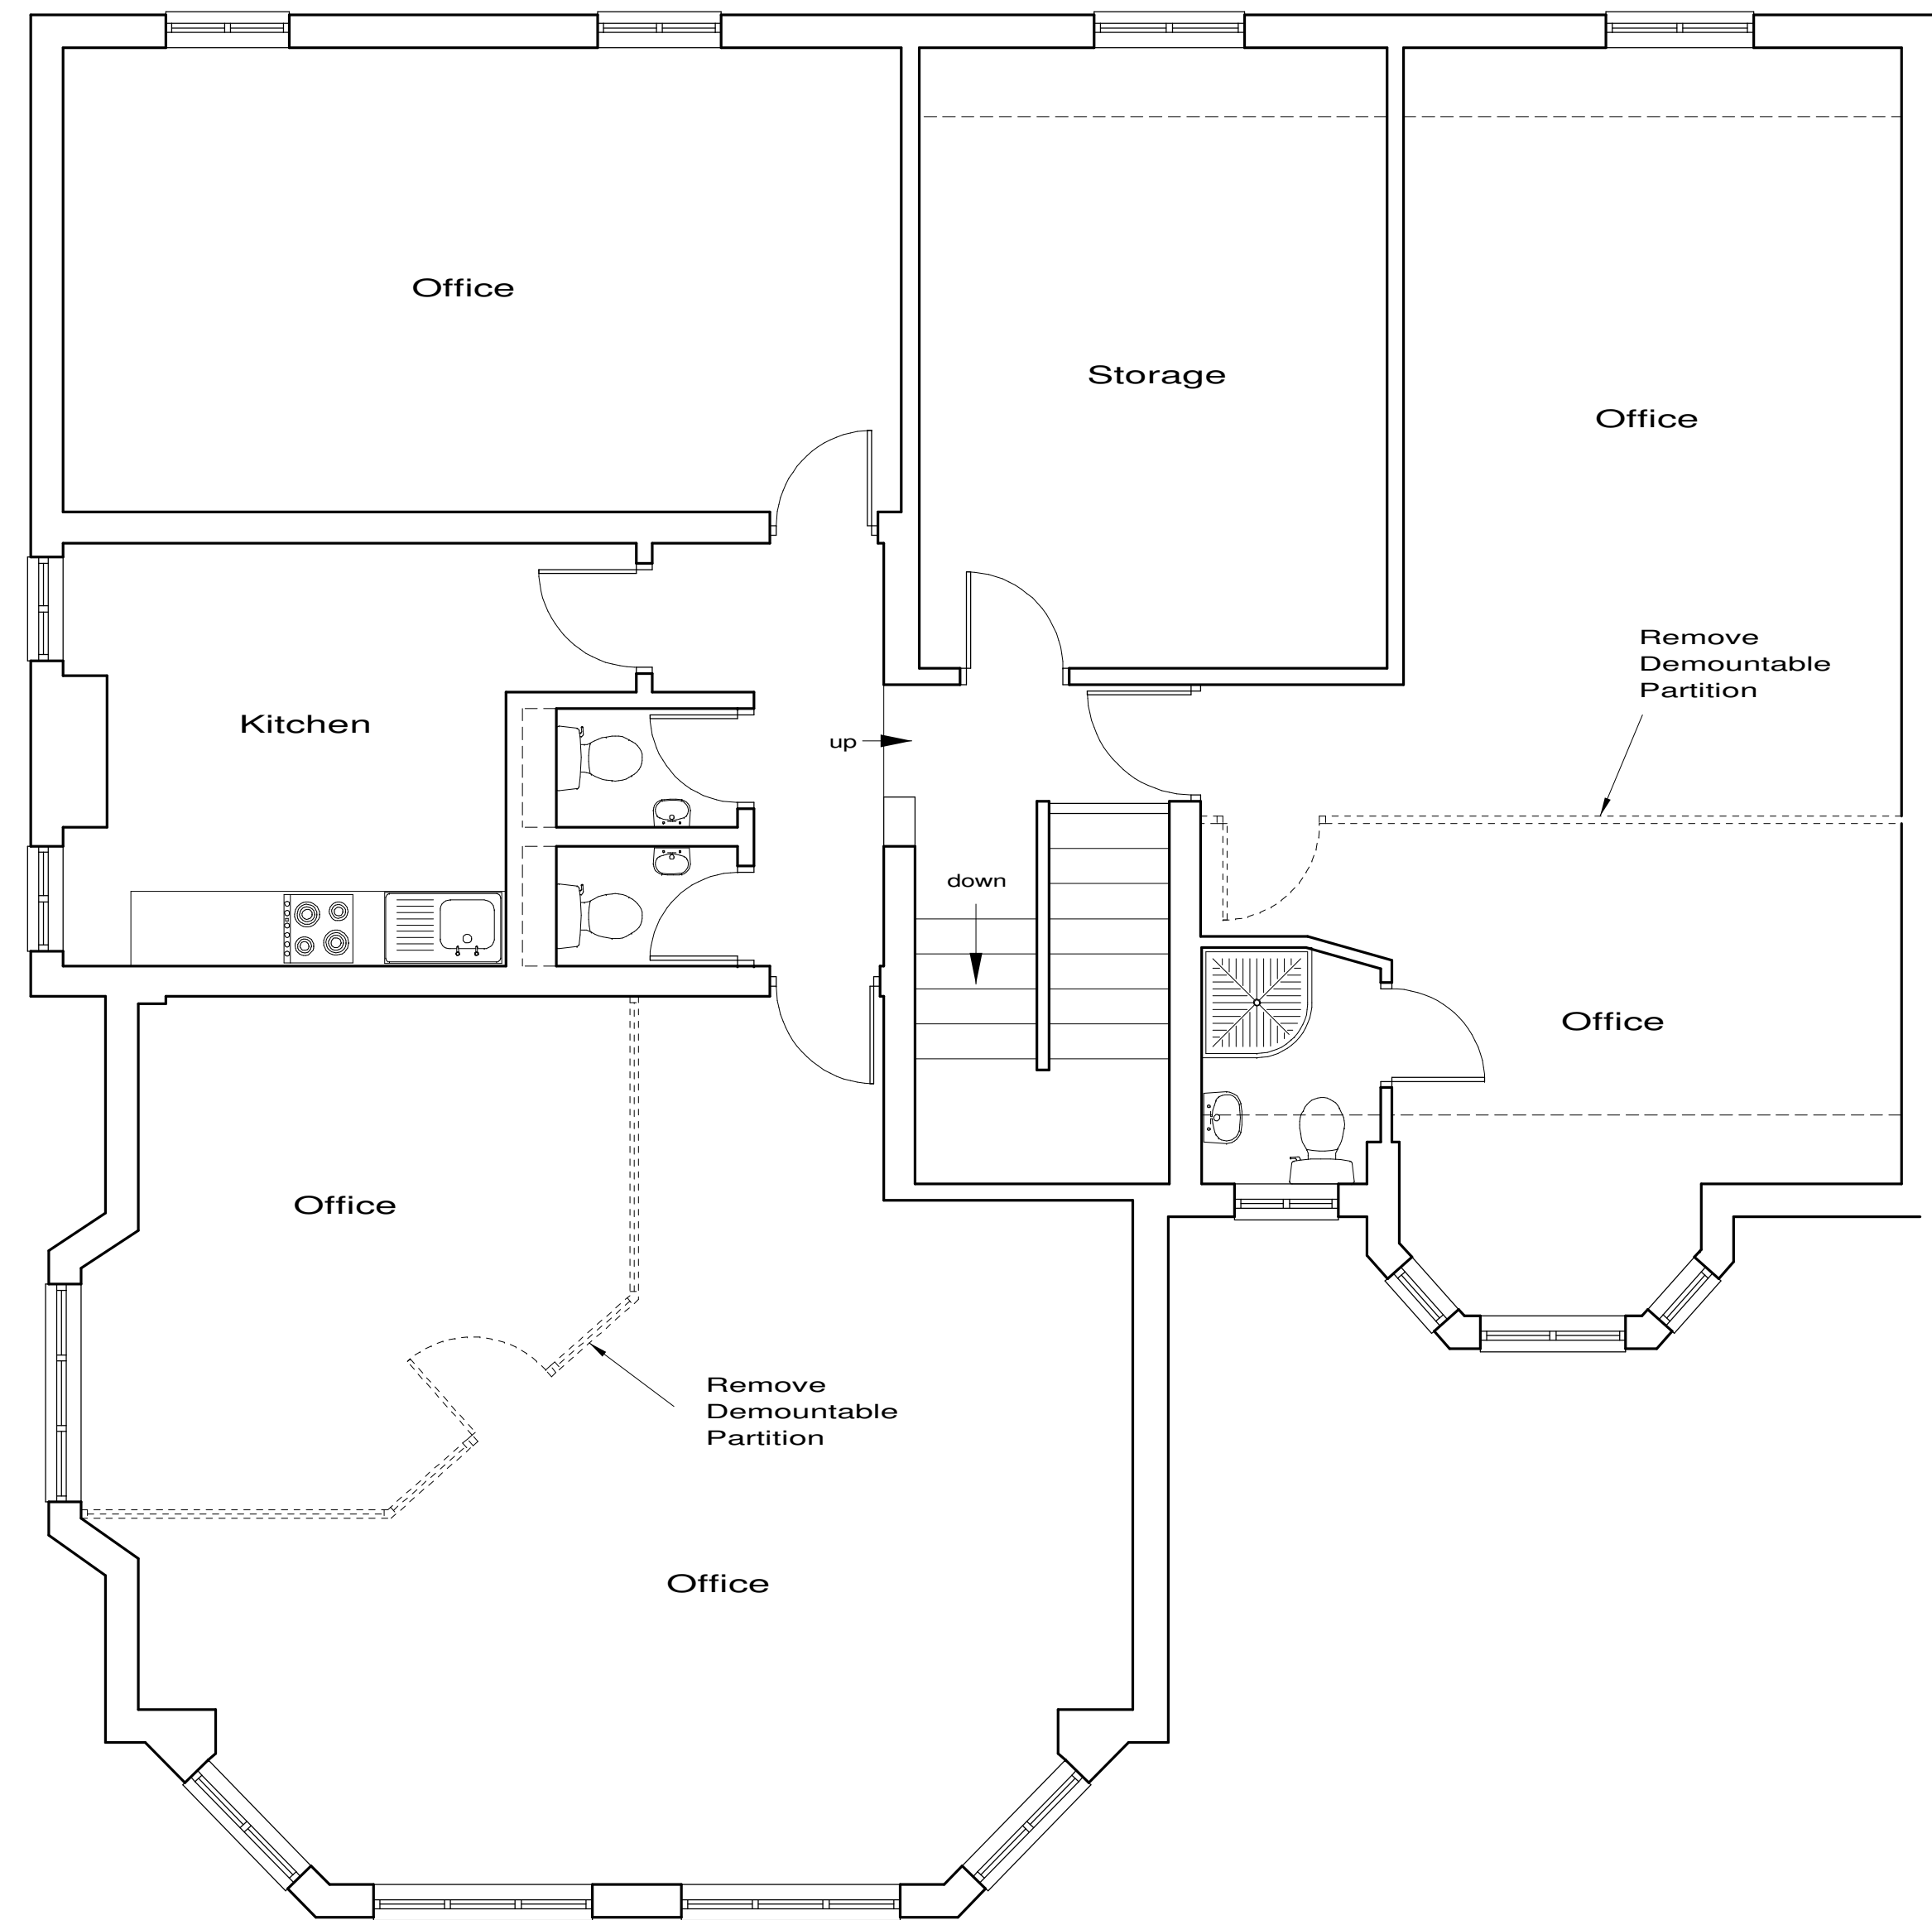 Office
Storage
Office
Remove
Demountable
Partition
Kitchen
up
down
Office
Office
Remove
Demountable
Partition
Office